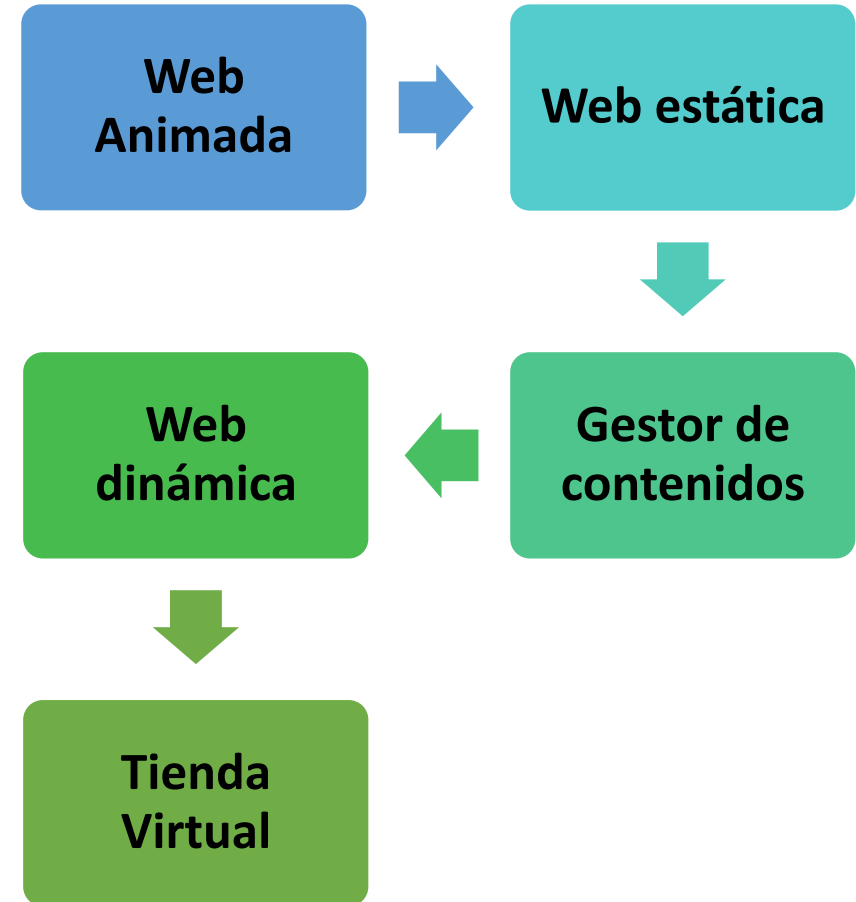 Web
Animada
Web estática
Gestor de
contenidos
Web
dinámica
Tienda
Virtual